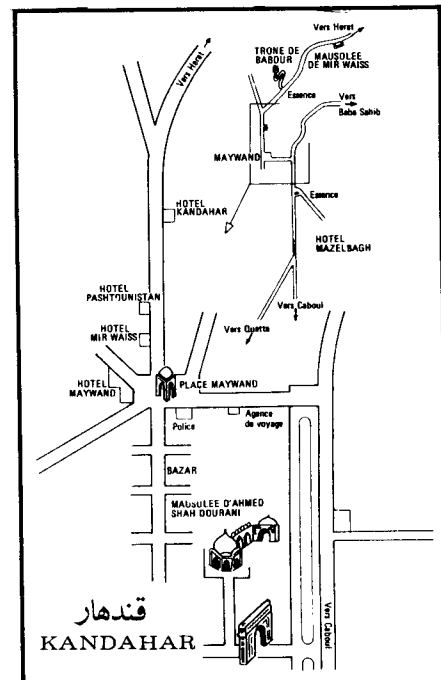 Vers Herat
TRONE DE
BABOUR
MAUSOLEE
DE MIR WAISS
Vers Herat
Essence
Vers
Baba Sahib
MAYWAND
Essence
HOTEL
KANDAHAR
HOTEL
MAZELBAGH
HOTEL
PASHTOUNISTAN
Vers Caboul
Vers Quetta
HOTEL
MIR WAISS
HOTEL
MAYWAND
PLACE MAYWAND
Police
Agence
de voyage
BAZAR
MAUSOLEE D'AHMED
SHAH DOURANI
قندهار
KANDAHAR
Vers Caboul